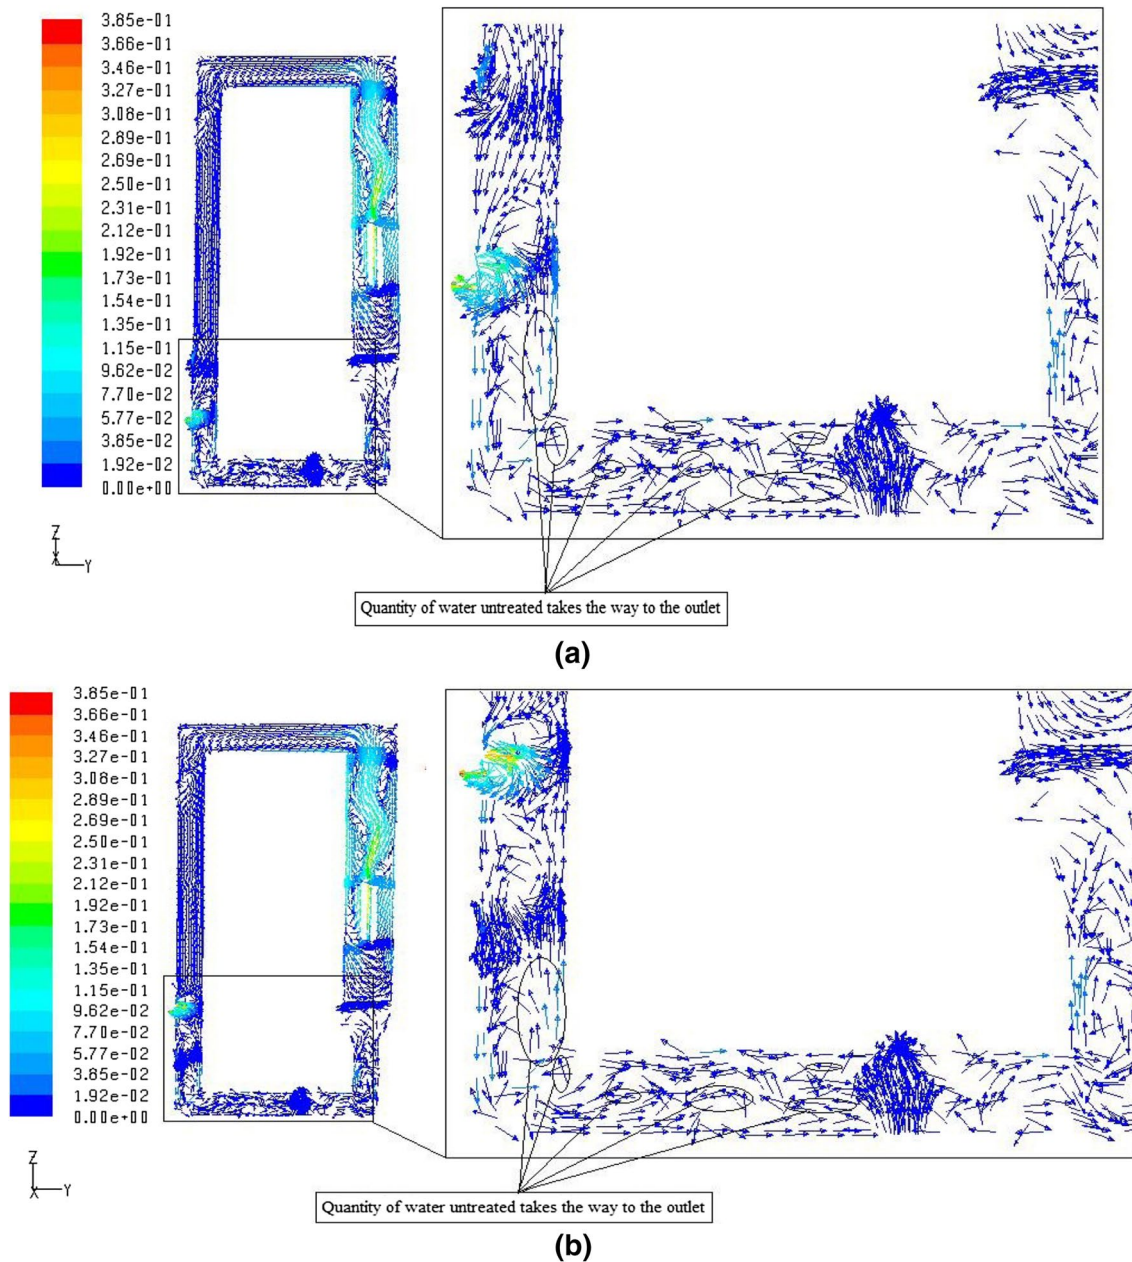 3.85e-01
3.66e-01
3.46e-01
3.27e-01
3.08e-01
2.89e-01
2.69e-01
2.50e-01
2.31e-01
2.12e-01
1.92e-01
1.73e-01
1.54e-01
1.35e-01
1.15e-01
9.62e-02
7.70e-02
5.77e-02
3.85e-02
1.92e-02
0.00e+00
Z
X Y
Quantity of water untreated takes the way to the outlet
(a)
3.85e-01
3.66e-01
3.46e-01
3.27e-01
3.08e-01
2.89e-01
2.69e-01
2.50e-01
2.31e-01
2.12e-01
1.92e-01
1.73e-01
1.54e-01
1.35e-01
1.15e-01
9.62e-02
7.70e-02
5.77e-02
3.85e-02
1.92e-02
0.00e+00
Z
X Y
Quantity of water untreated takes the way to the outlet
(b)